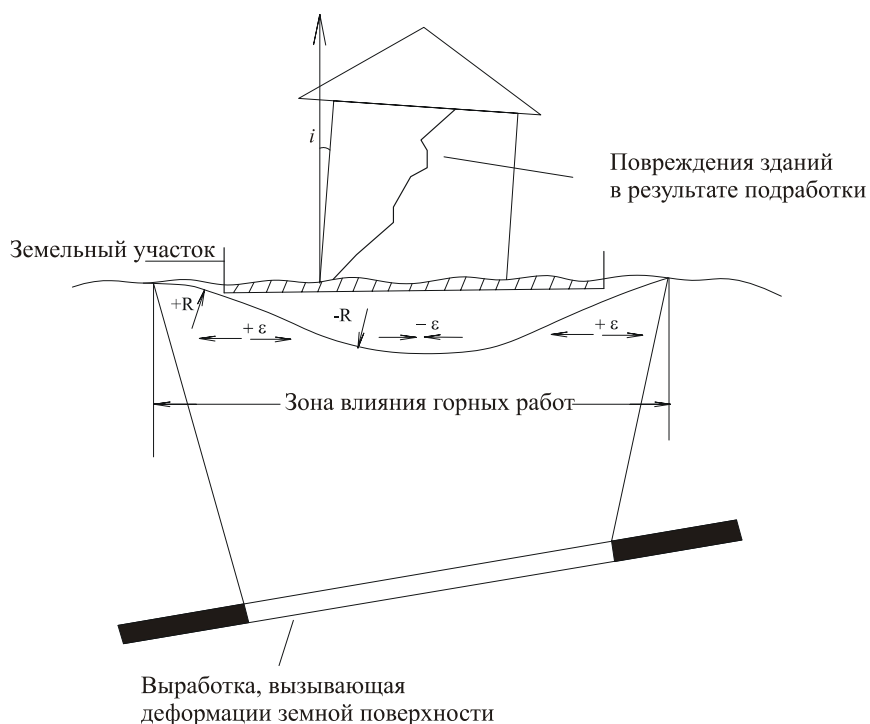 i
Повреждения зданий
в результате подработки
Земельный участок
+R
-R
+ ε
− ε
+ ε
Зона влияния горных работ
Выработка, вызывающая
деформации земной поверхности